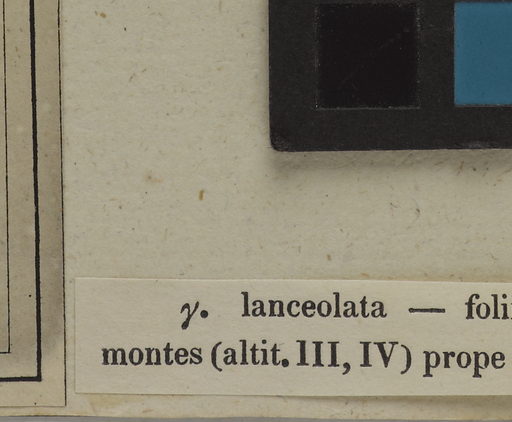 γ. lanceolata — foli
montes (altit. III, IV) prope